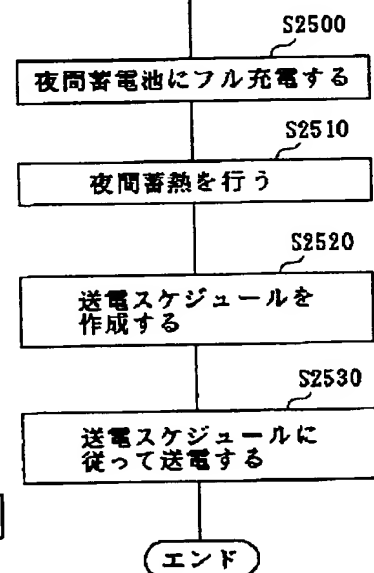 S2500
夜間蓄電池にフル充電する
S2510
夜間蓄熱を行う
S2520
送電スケジュールを
作成する
S2530
送電スケジュールに
従って送電する
エンド